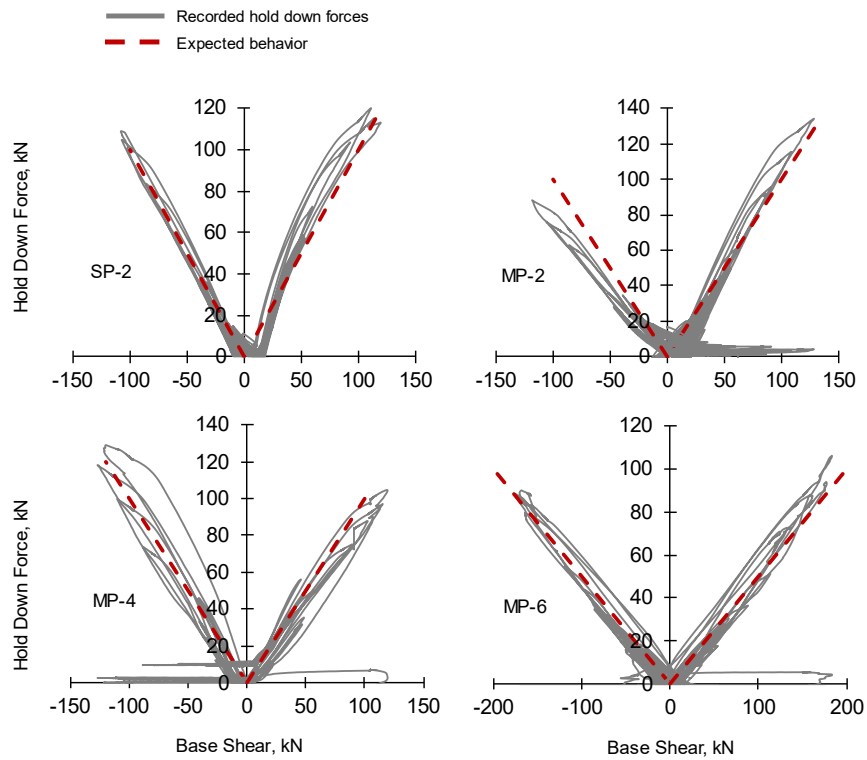 Recorded hold down forces
Expected behavior
Hold Down Force, kN
120
100
80
60
40
20
0
-150 -100 -50 0 50 100 150
SP-2
140
120
100
80
60
40
20
0
-150 -100 -50 0 50 100 150
MP-2
Hold Down Force, kN
140
120
100
80
60
40
20
0
-150 -100 -50 0 50 100 150
MP-4
Base Shear, kN
120
100
80
60
40
20
0
-200 -100 0 100 200
MP-6
Base Shear, kN